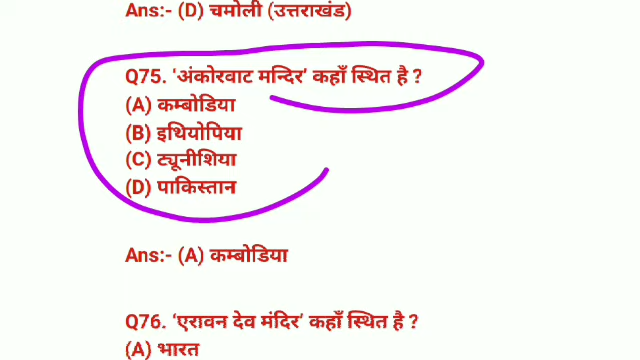 Ans:- (D) चमोली (उत्तराखंड)
Q75. ‘अंकोरवाट मन्दिर’ कहाँ स्थित है ?
(A) कम्बोडिया
(B) इथियोपिया
(C) ट्यूनीशिया
(D) पाकिस्तान
Ans:- (A) कम्बोडिया
Q76. ‘एरावन देव मंदिर’ कहाँ स्थित है ?
(A) भारत